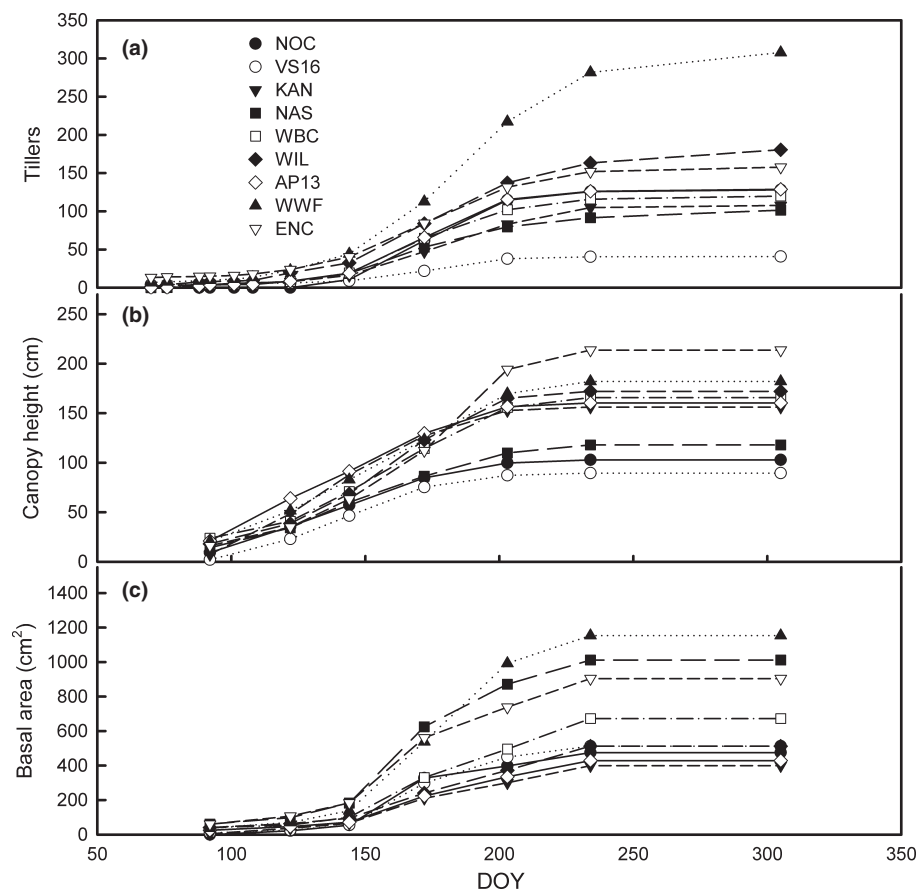 350
(a)
NOC
300
VS16
KAN
250
NAS
200
WBC
WIL
150
AP13
100
WWF
ENC
50
0
Tillers
250
(b)
200
150
100
50
0
Canopy height (cm)
1400
(c)
1200
1000
800
600
400
200
0
Basal area (cm²)
50 100 150 200 250 300 350
DOY